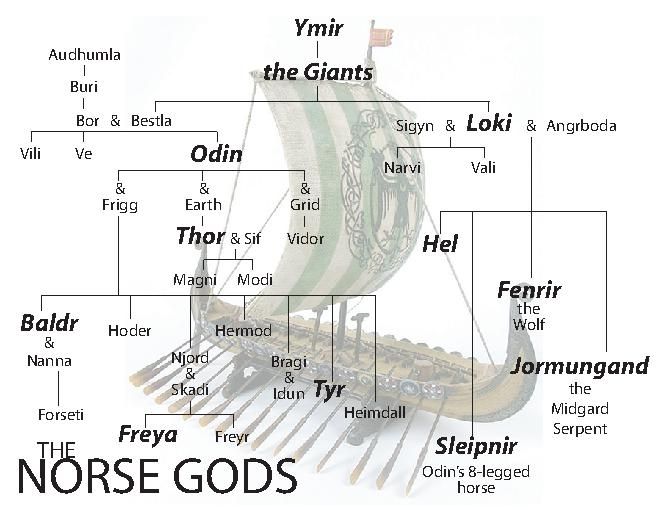 Ymir
the Giants
Audhumla
Buri
Bor & Bestla
Sigyn & Loki & Angrboda
Vili Ve Odin
Narvi Vali
& Frigg
& Earth
& Grid
Thor & Sif
Vidor
Hel
Magni Modi
Fenrir
the
Wolf
Baldr
&
Nanna
Hoder
Hermod
Njord
&
Skadi
Bragi
&
Idun
Tyr
Heimdall
Jormungand
the
Midgard
Serpent
Forseti
Freya
Freyr
Sleipnir
Odin's 8-legged
horse
THE
NORSE GODS